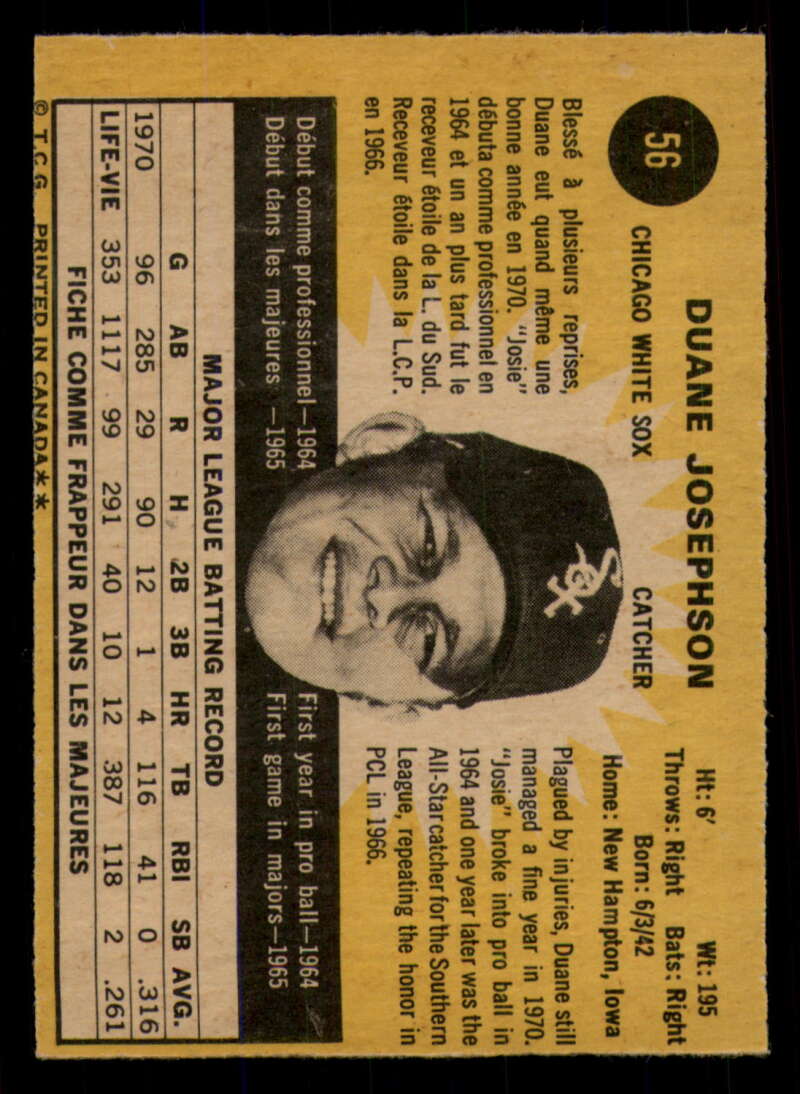 56
DUANE JOSEPHSON
CHICAGO WHITE SOX CATCHER
Ht: 6' Wt: 195
Throws: Right Bats: Right
Born: 6/3/42
Home: New Hampton, Iowa
Blessé à plusieurs reprises,
Duane eut quand même une
bonne année en 1970. "Josie"
débuta comme professionnel en
1964 et un an plus tard fut le
receveur étoile de la L. du Sud.
Receveur étoile dans la L.C.P.
en 1966.
Sox
Plagued by injuries, Duane still
managed a fine year in 1970.
"Josie" broke into pro ball in
1964 and one year later was the
All-Star catcher for the Southern
League, repeating the honor in
PCL in 1966.
Début comme professionnel—1964
Début dans les majeures —1965
First year in pro ball—1964
First game in majors—1965
MAJOR LEAGUE BATTING RECORD
G AB R H 2B 3B HR TB RBI SB AVG.
1970 96 285 29 90 12 1 4 116 41 0 .316
LIFE-VIE 353 1117 99 291 40 10 12 387 118 2 .261
FICHE COMME FRAPPEUR DANS LES MAJEURES
© T.C.G. PRINTED IN CANADA**